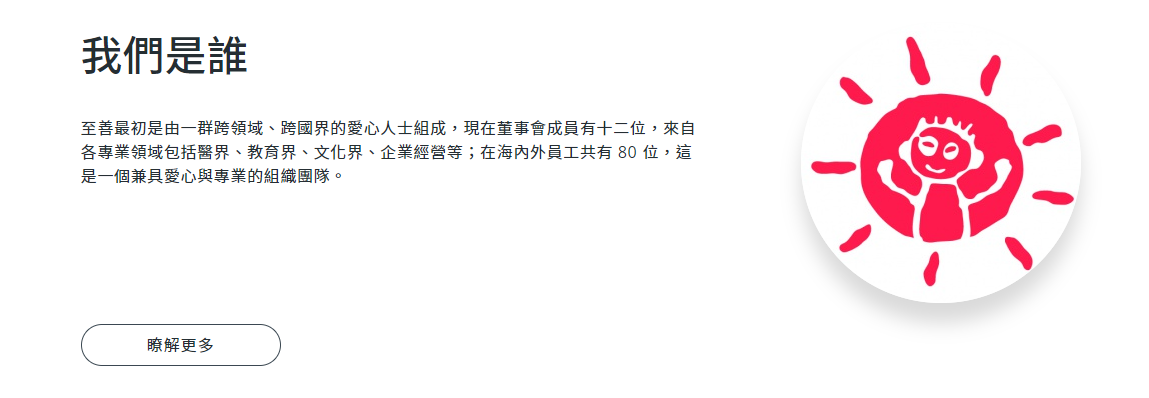 我們是誰
至善最初是由一群跨領域、跨國界的愛心人士組成，現在董事會成員有十二位，來自
各專業領域包括醫界、教育界、文化界、企業經營等；在海內外員工共有 80 位，這
是一個兼具愛心與專業的組織團隊。
瞭解更多